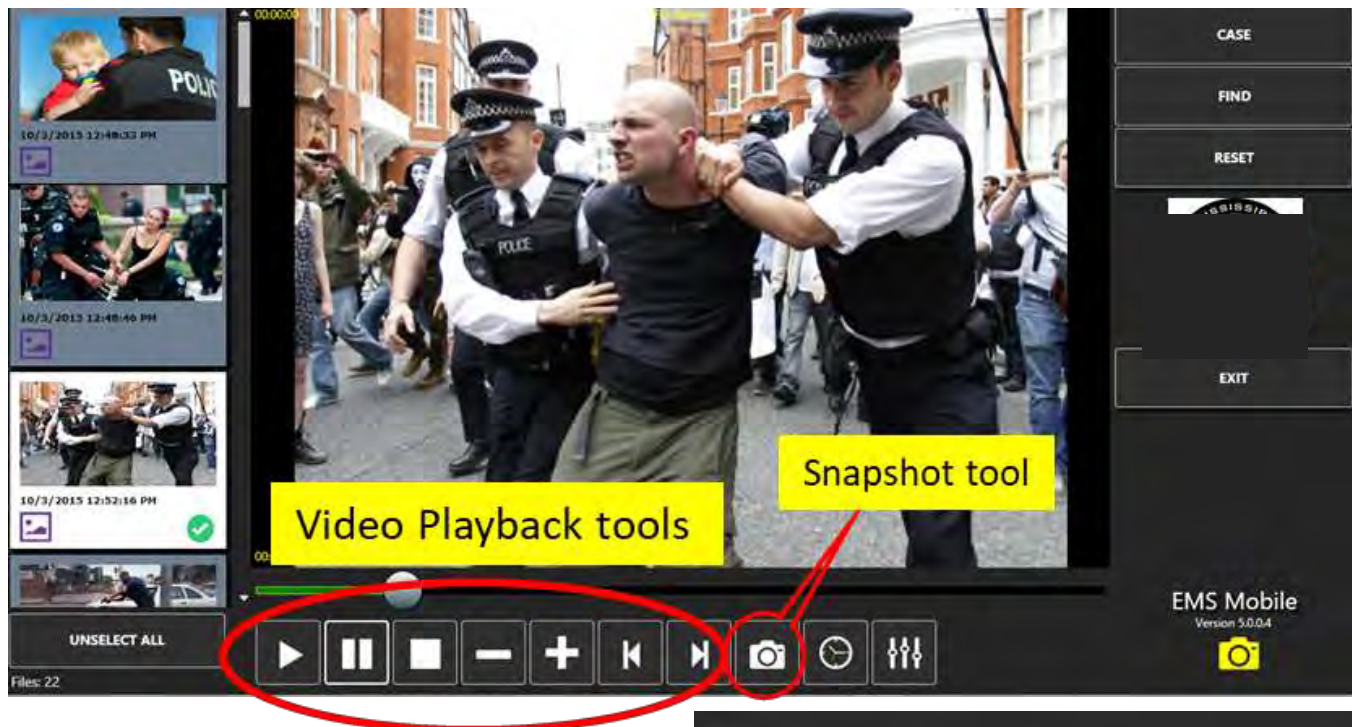 POLIC
10/3/2015 12:48:33 PM
10/3/2015 12:48:46 PM
10/3/2015 12:52:16 PM
UNSELECT ALL
Files: 22
00:00:00
POLICE
Video Playback tools
Snapshot tool
CASE
FIND
RESET
EXIT
EMS Mobile
Version 5.0.0.4